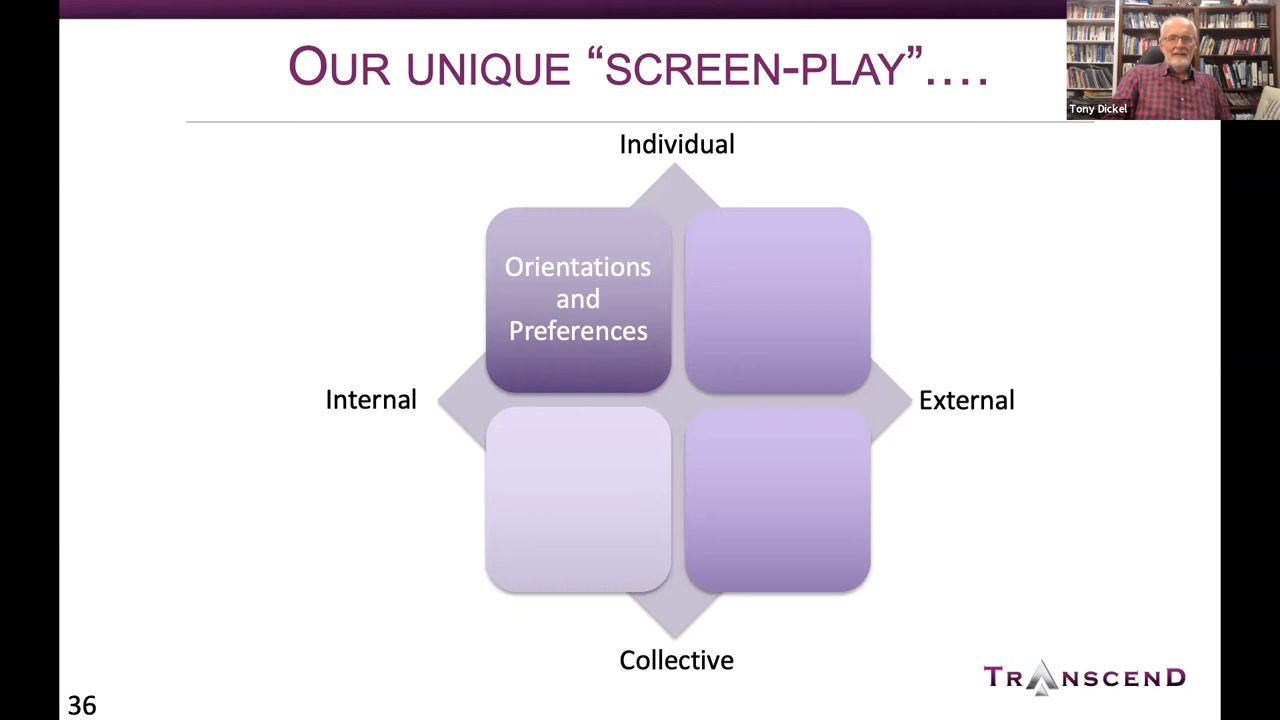 OUR UNIQUE “SCREEN-PLAY”....
Tony Dickel
Individual
Orientations
and
Preferences
Internal
External
Collective
TRANSCEND
36